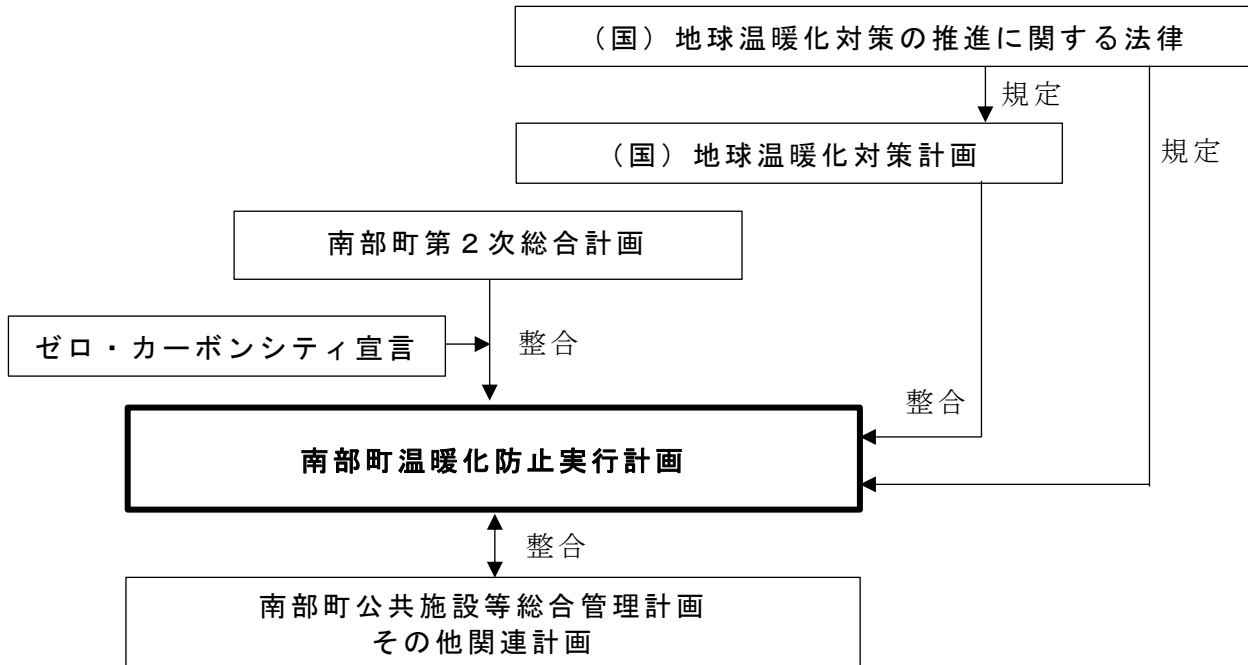 （国）地球温暖化対策の推進に関する法律
規定
（国）地球温暖化対策計画
規定
南部町第２次総合計画
ゼロ・カーボンシティ宣言
整合
整合
南部町温暖化防止実行計画
整合
南部町公共施設等総合管理計画
その他関連計画